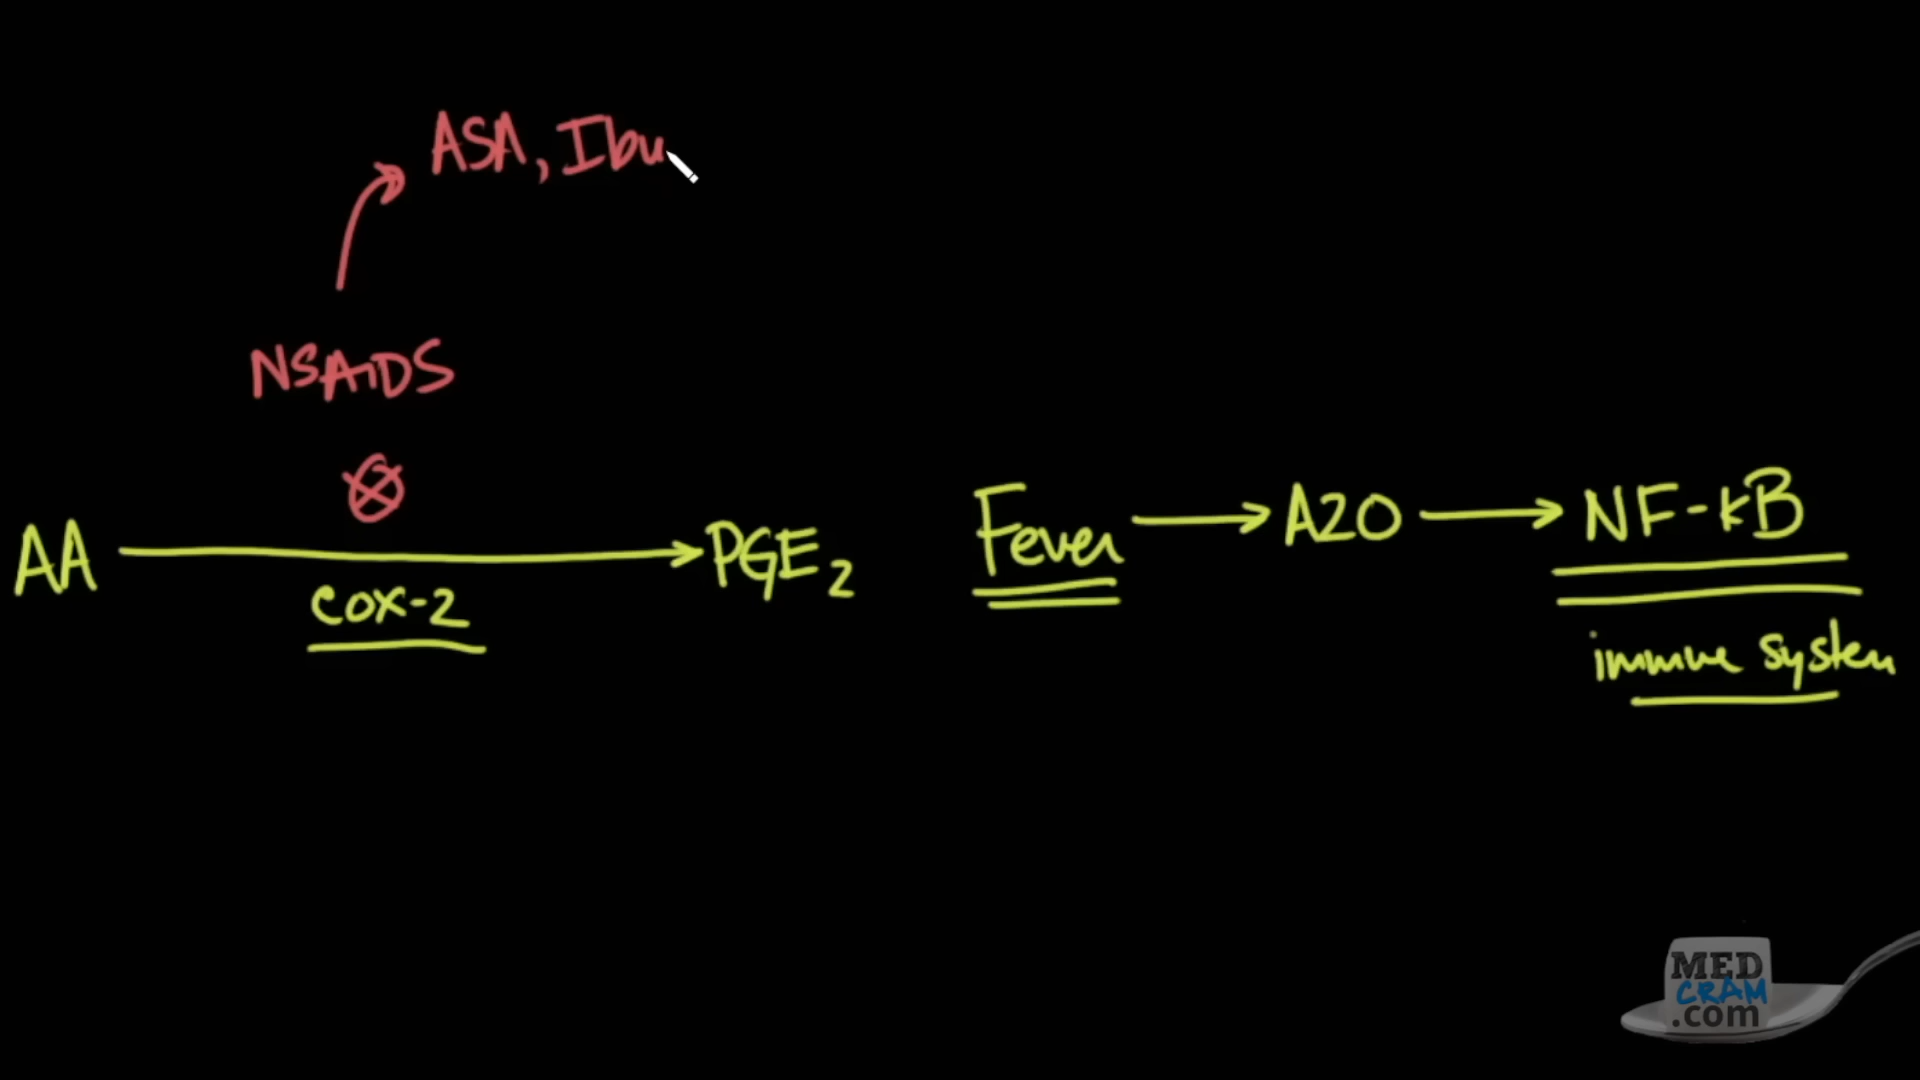 ASA, Ibu
NSAIDS
AA
COX-2
PGE2
Fever
A20
NF-kB
immune system
MED
CRAM
.com